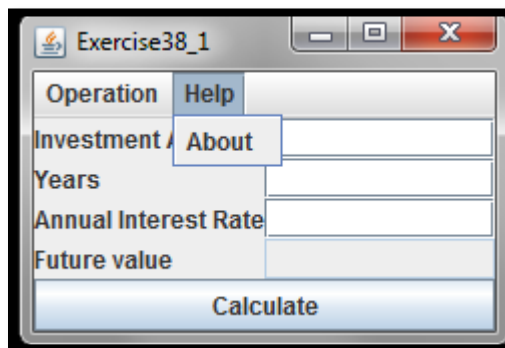 Exercise38_1
Operation Help
Investment
About
Years
Annual Interest Rate
Future value
Calculate